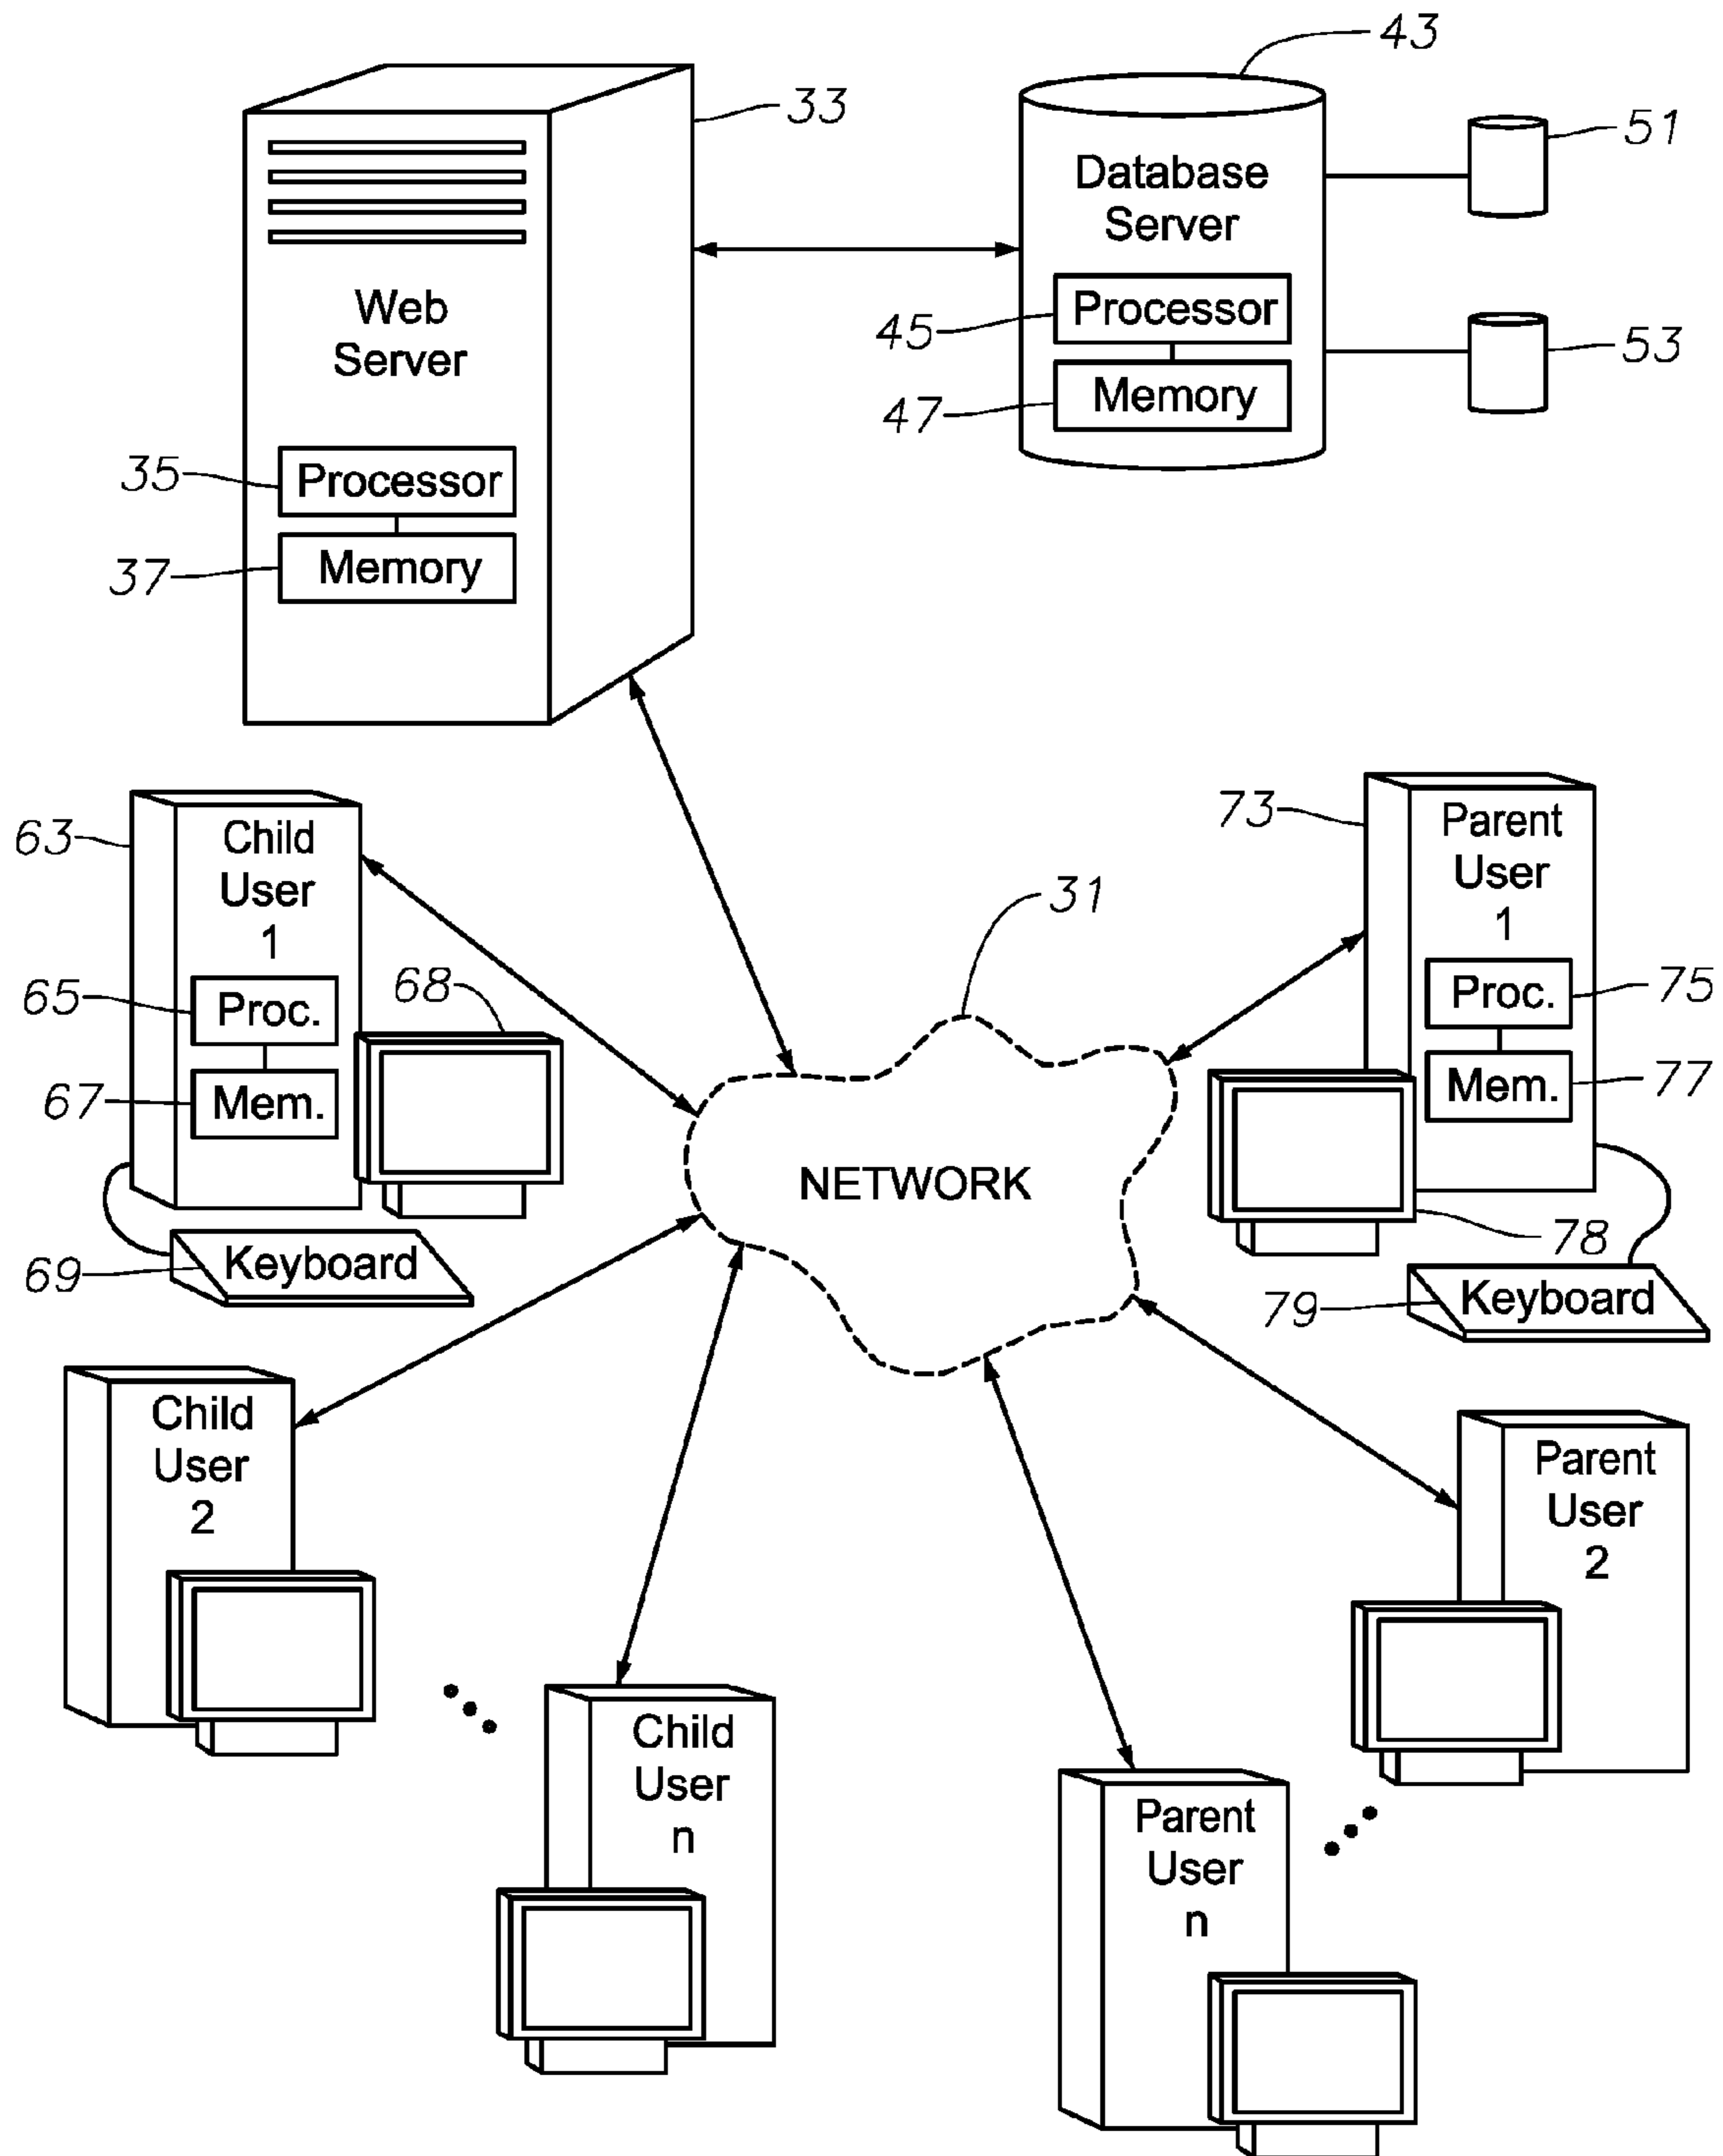 43
33
51
Database
Server
Web
Server
45
Processor
53
47
Memory
35
Processor
37
Memory
63
Child
User
1
73
Parent
User
1
31
65
Proc.
68
75
Proc.
67
Mem.
77
Mem.
NETWORK
78
69
Keyboard
79
Keyboard
Child
User
2
Parent
User
2
Child
User
n
Parent
User
n